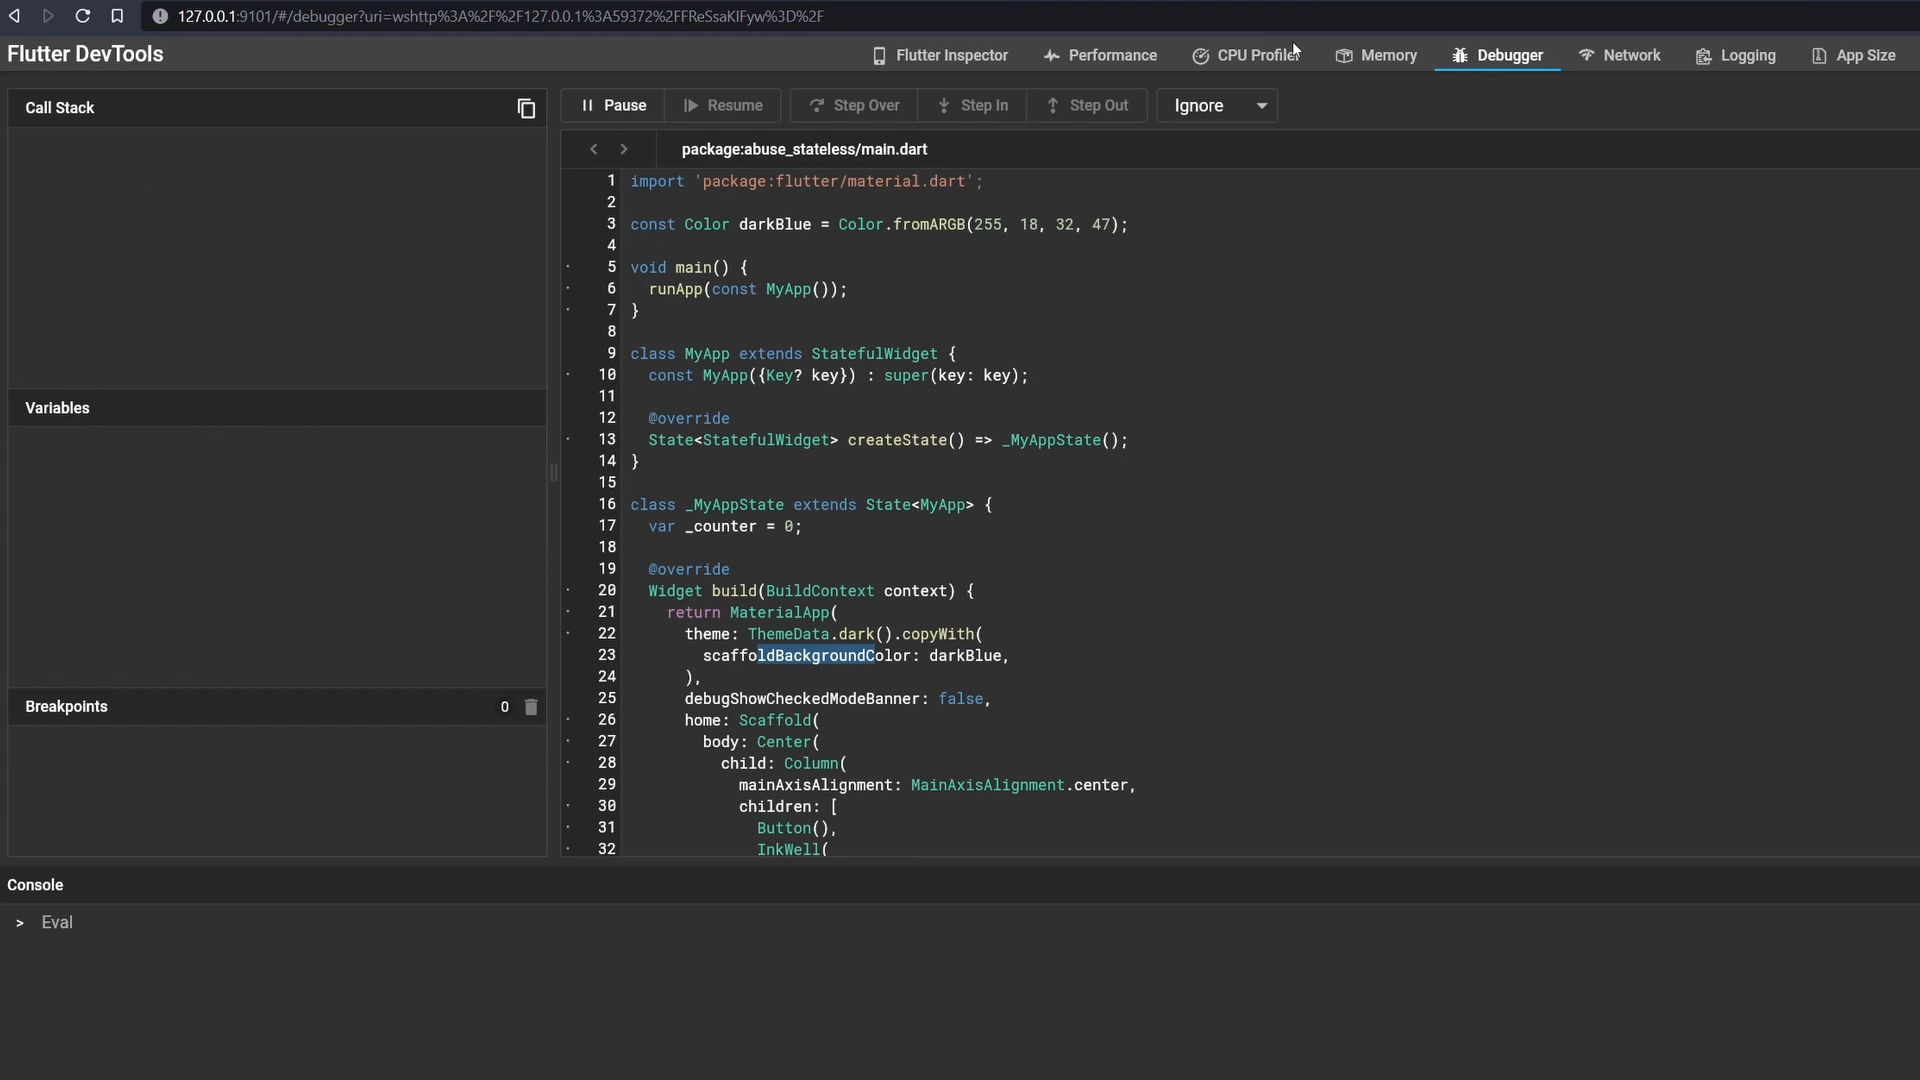 127.0.0.1:9101/#/debugger?uri=wshttp%3A%2F%2F127.0.0.1%3A59372%2FFReSsaKlFyw%3D%2F
Flutter DevTools
Flutter Inspector
Performance
CPU Profiler
Memory
Debugger
Network
Logging
App Size
Call Stack
Pause
Resume
Step Over
Step In
Step Out
Ignore
package:abuse_stateless/main.dart
1 import 'package:flutter/material.dart';
2
3 const Color darkBlue = Color.fromARGB(255, 18, 32, 47);
4
5 void main() {
6   runApp(const MyApp());
7 }
8
9 class MyApp extends StatefulWidget {
10   const MyApp({Key? key}) : super(key: key);
11
12   @override
13   State<StatefulWidget> createState() => _MyAppState();
14 }
15
16 class _MyAppState extends State<MyApp> {
17   var _counter = 0;
18
19   @override
20   Widget build(BuildContext context) {
21     return MaterialApp(
22       theme: ThemeData.dark().copyWith(
23         scaffoldBackgroundColor: darkBlue,
24       ),
25       debugShowCheckedModeBanner: false,
26       home: Scaffold(
27         body: Center(
28           child: Column(
29             mainAxisAlignment: MainAxisAlignment.center,
30             children: [
31               Button(),
32               InkWell(
Variables
Breakpoints
0
Console
> Eval